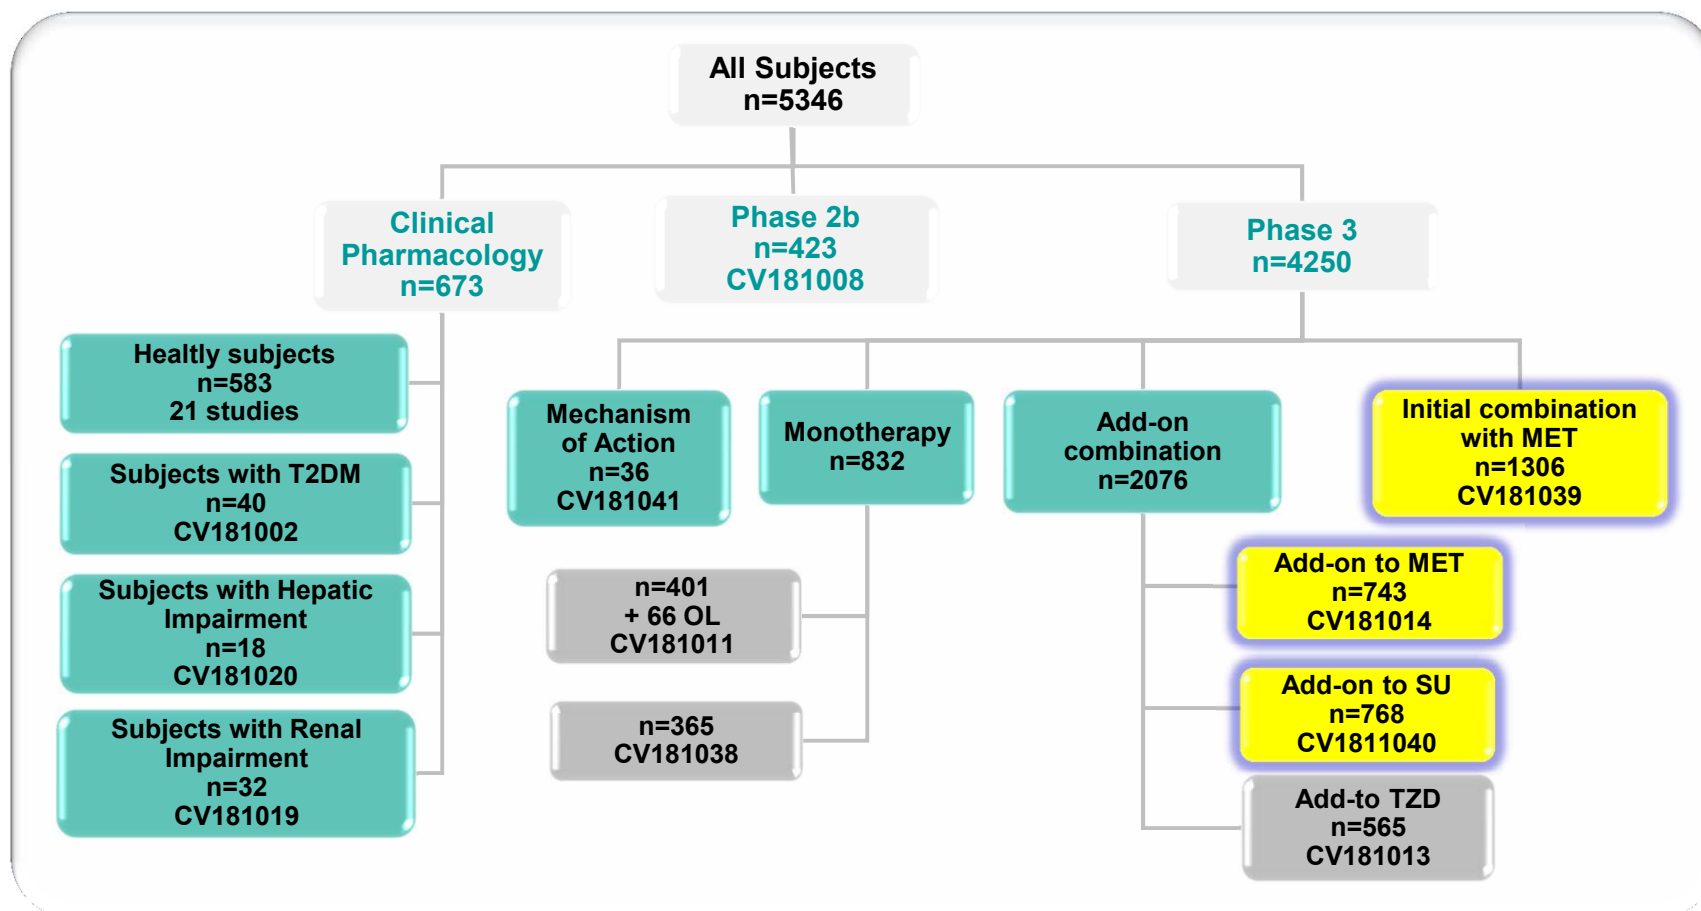 All Subjects
n=5346
Clinical
Pharmacology
n=673
Phase 2b
n=423
CV181008
Phase 3
n=4250
Healtly subjects
n=583
21 studies
Subjects with T2DM
n=40
CV181002
Subjects with Hepatic
Impairment
n=18
CV181020
Subjects with Renal
Impairment
n=32
CV181019
Mechanism
of Action
n=36
CV181041
Monotherapy
n=832
n=401
+ 66 OL
CV181011
n=365
CV181038
Add-on
combination
n=2076
Initial combination
with MET
n=1306
CV181039
Add-on to MET
n=743
CV181014
Add-on to SU
n=768
CV1811040
Add-to TZD
n=565
CV181013